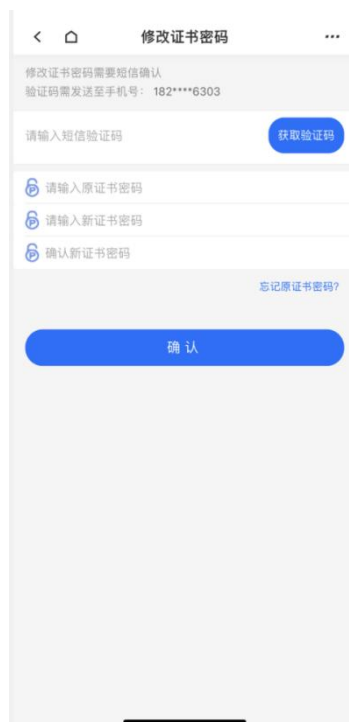 修改证书密码
修改证书密码需要短信确认
验证码需发送至手机号： 182****6303
请输入短信验证码
获取验证码
请输入原证书密码
请输入新证书密码
确认新证书密码
忘记原证书密码?
确 认